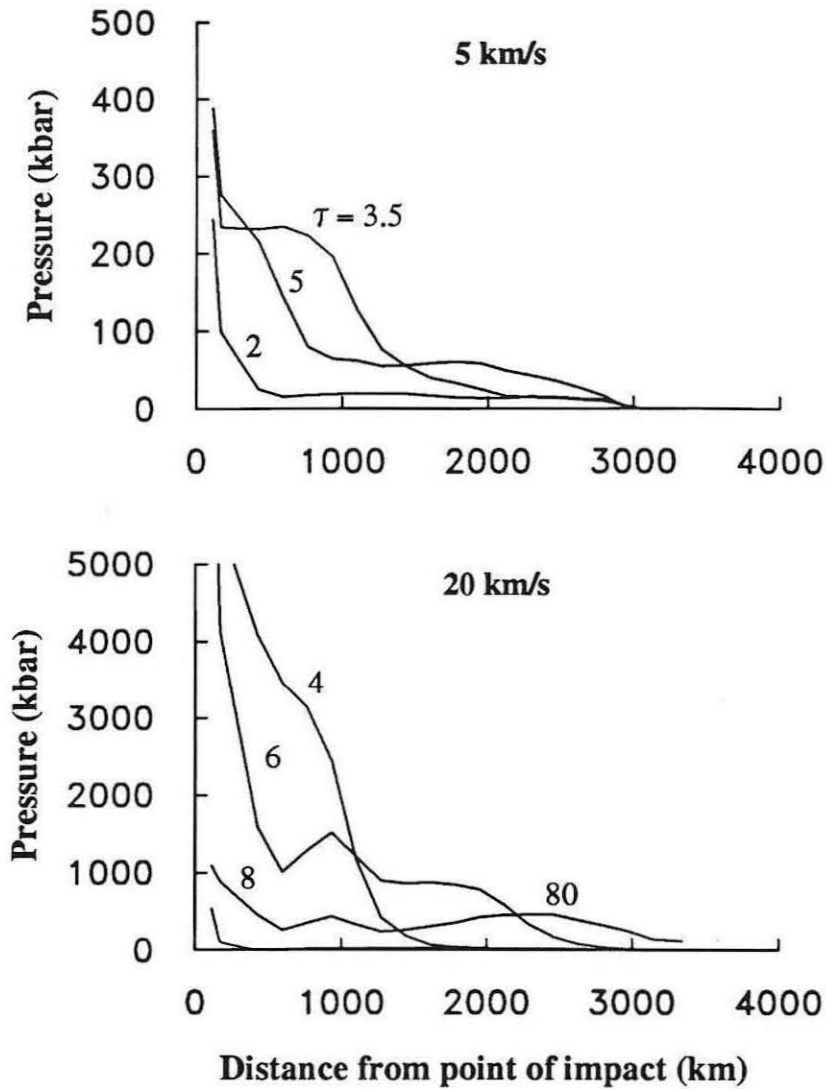 500
5 km/s
400
Pressure (kbar)
300
τ = 3.5
200
5
100
2
0
0 1000 2000 3000 4000
5000
20 km/s
4000
4
Pressure (kbar)
3000
6
2000
1000
8
80
0
0 1000 2000 3000 4000
Distance from point of impact (km)